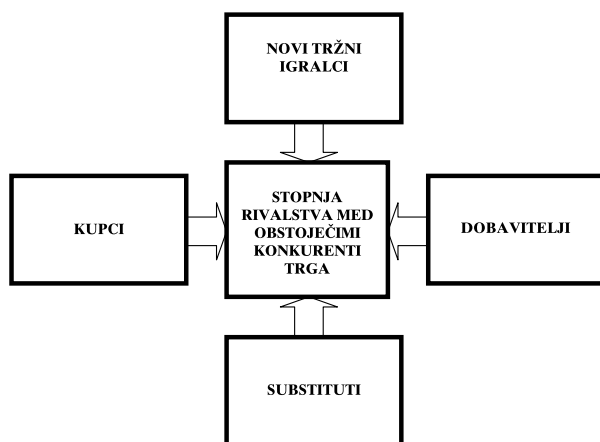 NOVI TRŽNI
IGRALCI
KUPCI
STOPNJA
RIVALSTVA MED
OBSTOJEČIMI
KONKURENTI
TRGA
DOBAVITELJI
SUBSTITUTI